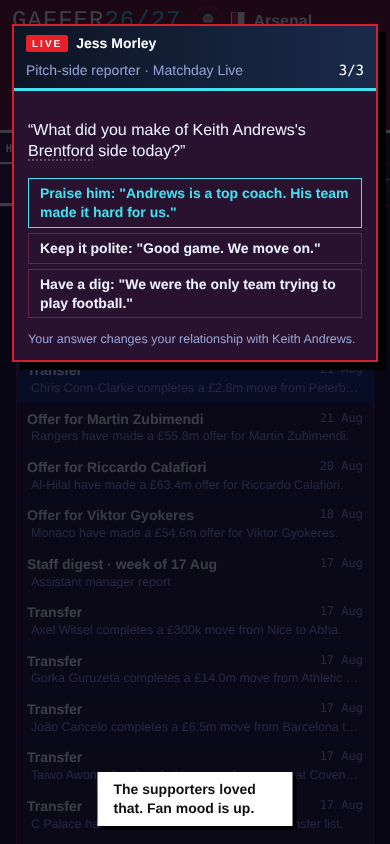 GAFFER26/27 Arsenal
LIVE Jess Morley
Pitch-side reporter · Matchday Live 3/3
“What did you make of Keith Andrews's
Brentford side today?”
Praise him: "Andrews is a top coach. His team
made it hard for us."
Keep it polite: "Good game. We move on."
Have a dig: "We were the only team trying to
play football."
Your answer changes your relationship with Keith Andrews.
Transfer 21 Aug
Chris Conn-Clarke completes a £2.8m move from Peterb…
Offer for Martin Zubimendi 21 Aug
Rangers have made a £55.8m offer for Martin Zubimendi.
Offer for Riccardo Calafiori 20 Aug
Al-Hilal have made a £63.4m offer for Riccardo Calafiori.
Offer for Viktor Gyokeres 18 Aug
Monaco have made a £54.6m offer for Viktor Gyokeres.
Staff digest · week of 17 Aug 17 Aug
Assistant manager report
Transfer 17 Aug
Axel Witsel completes a £300k move from Nice to Abha.
Transfer 17 Aug
Gorka Guruzeta completes a £14.0m move from Athletic …
Transfer 17 Aug
João Cancelo completes a £6.5m move from Barcelona t…
Transfer 17 Aug
Taiwo Awon at Coven…
The supporters loved
that. Fan mood is up.
Transfer 17 Aug
C Palace ha sfer list.